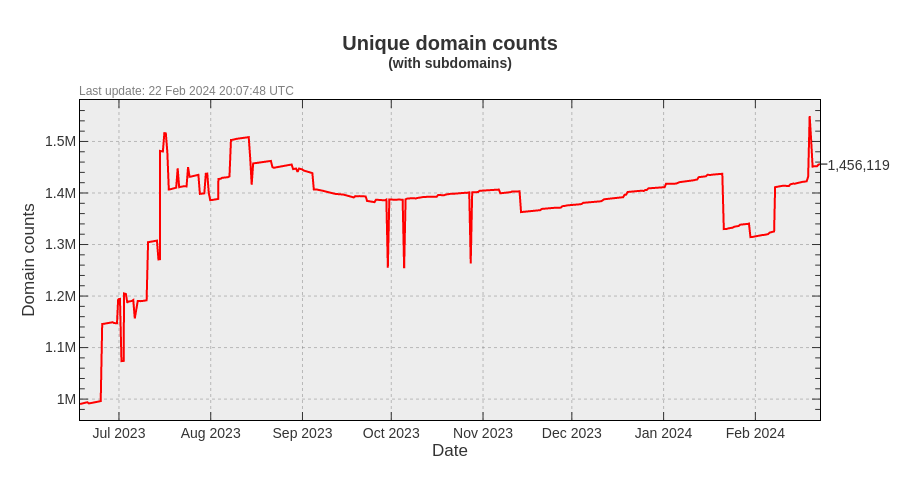 Unique domain counts
(with subdomains)
Last update: 22 Feb 2024 20:07:48 UTC
1.5M
1,456,119
1.4M
1.3M
1.2M
1.1M
1M
Domain counts
Jul 2023 Aug 2023 Sep 2023 Oct 2023 Nov 2023 Dec 2023 Jan 2024 Feb 2024
Date